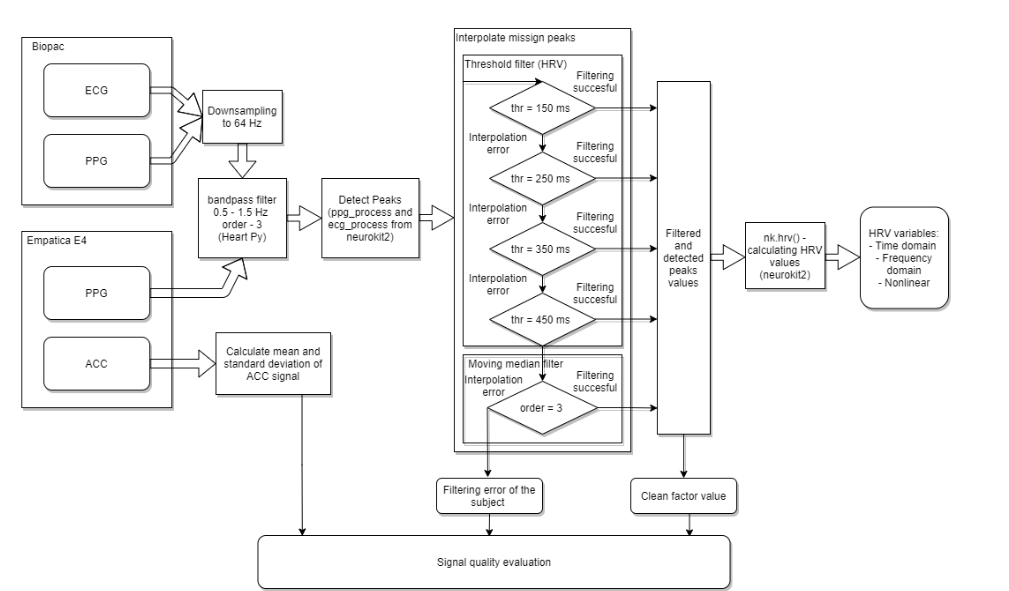 Biopac
ECG
PPG
Downsampling
to 64 Hz
bandpass filter
0.5 - 1.5 Hz
order - 3
(Heart Py)
Empatica E4
PPG
ACC
Calculate mean and
standard deviation of
ACC signal
Detect Peaks
(ppg_process and
ecg_process from
neurokit2)
Interpolate missign peaks
Threshold filter (HRV)
Filtering
succesful
thr = 150 ms
Interpolation
error
Filtering
succesful
thr = 250 ms
Interpolation
error
Filtering
succesful
thr = 350 ms
Interpolation
error
Filtering
succesful
thr = 450 ms
Moving median filter
Interpolation
error
Filtering
succesful
order = 3
Filtered
and
detected
peaks
values
nk.hrv() -
calculating HRV
values
(neurokit2)
HRV variables:
- Time domain
- Frequency
domain
- Nonlinear
Filtering error of the
subject
Clean factor value
Signal quality evaluation